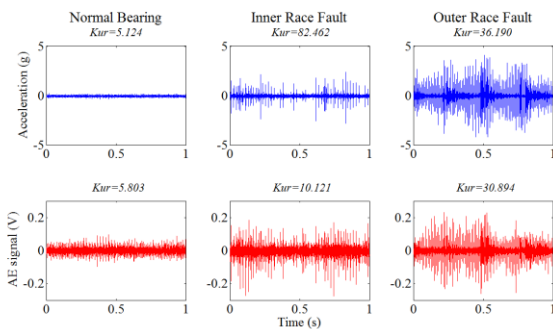 Normal Bearing Inner Race Fault Outer Race Fault
Kur=5.124 Kur=82.462 Kur=36.190
5 5 5
Acceleration (g)
0 0 0
-5 -5 -5
0 0.5 1 0 0.5 1 0 0.5 1
Kur=5.803 Kur=10.121 Kur=30.894
0.2 0.2 0.2
AE signal (V)
0 0 0
-0.2 -0.2 -0.2
0 0.5 1 0 0.5 1 0 0.5 1
Time (s)